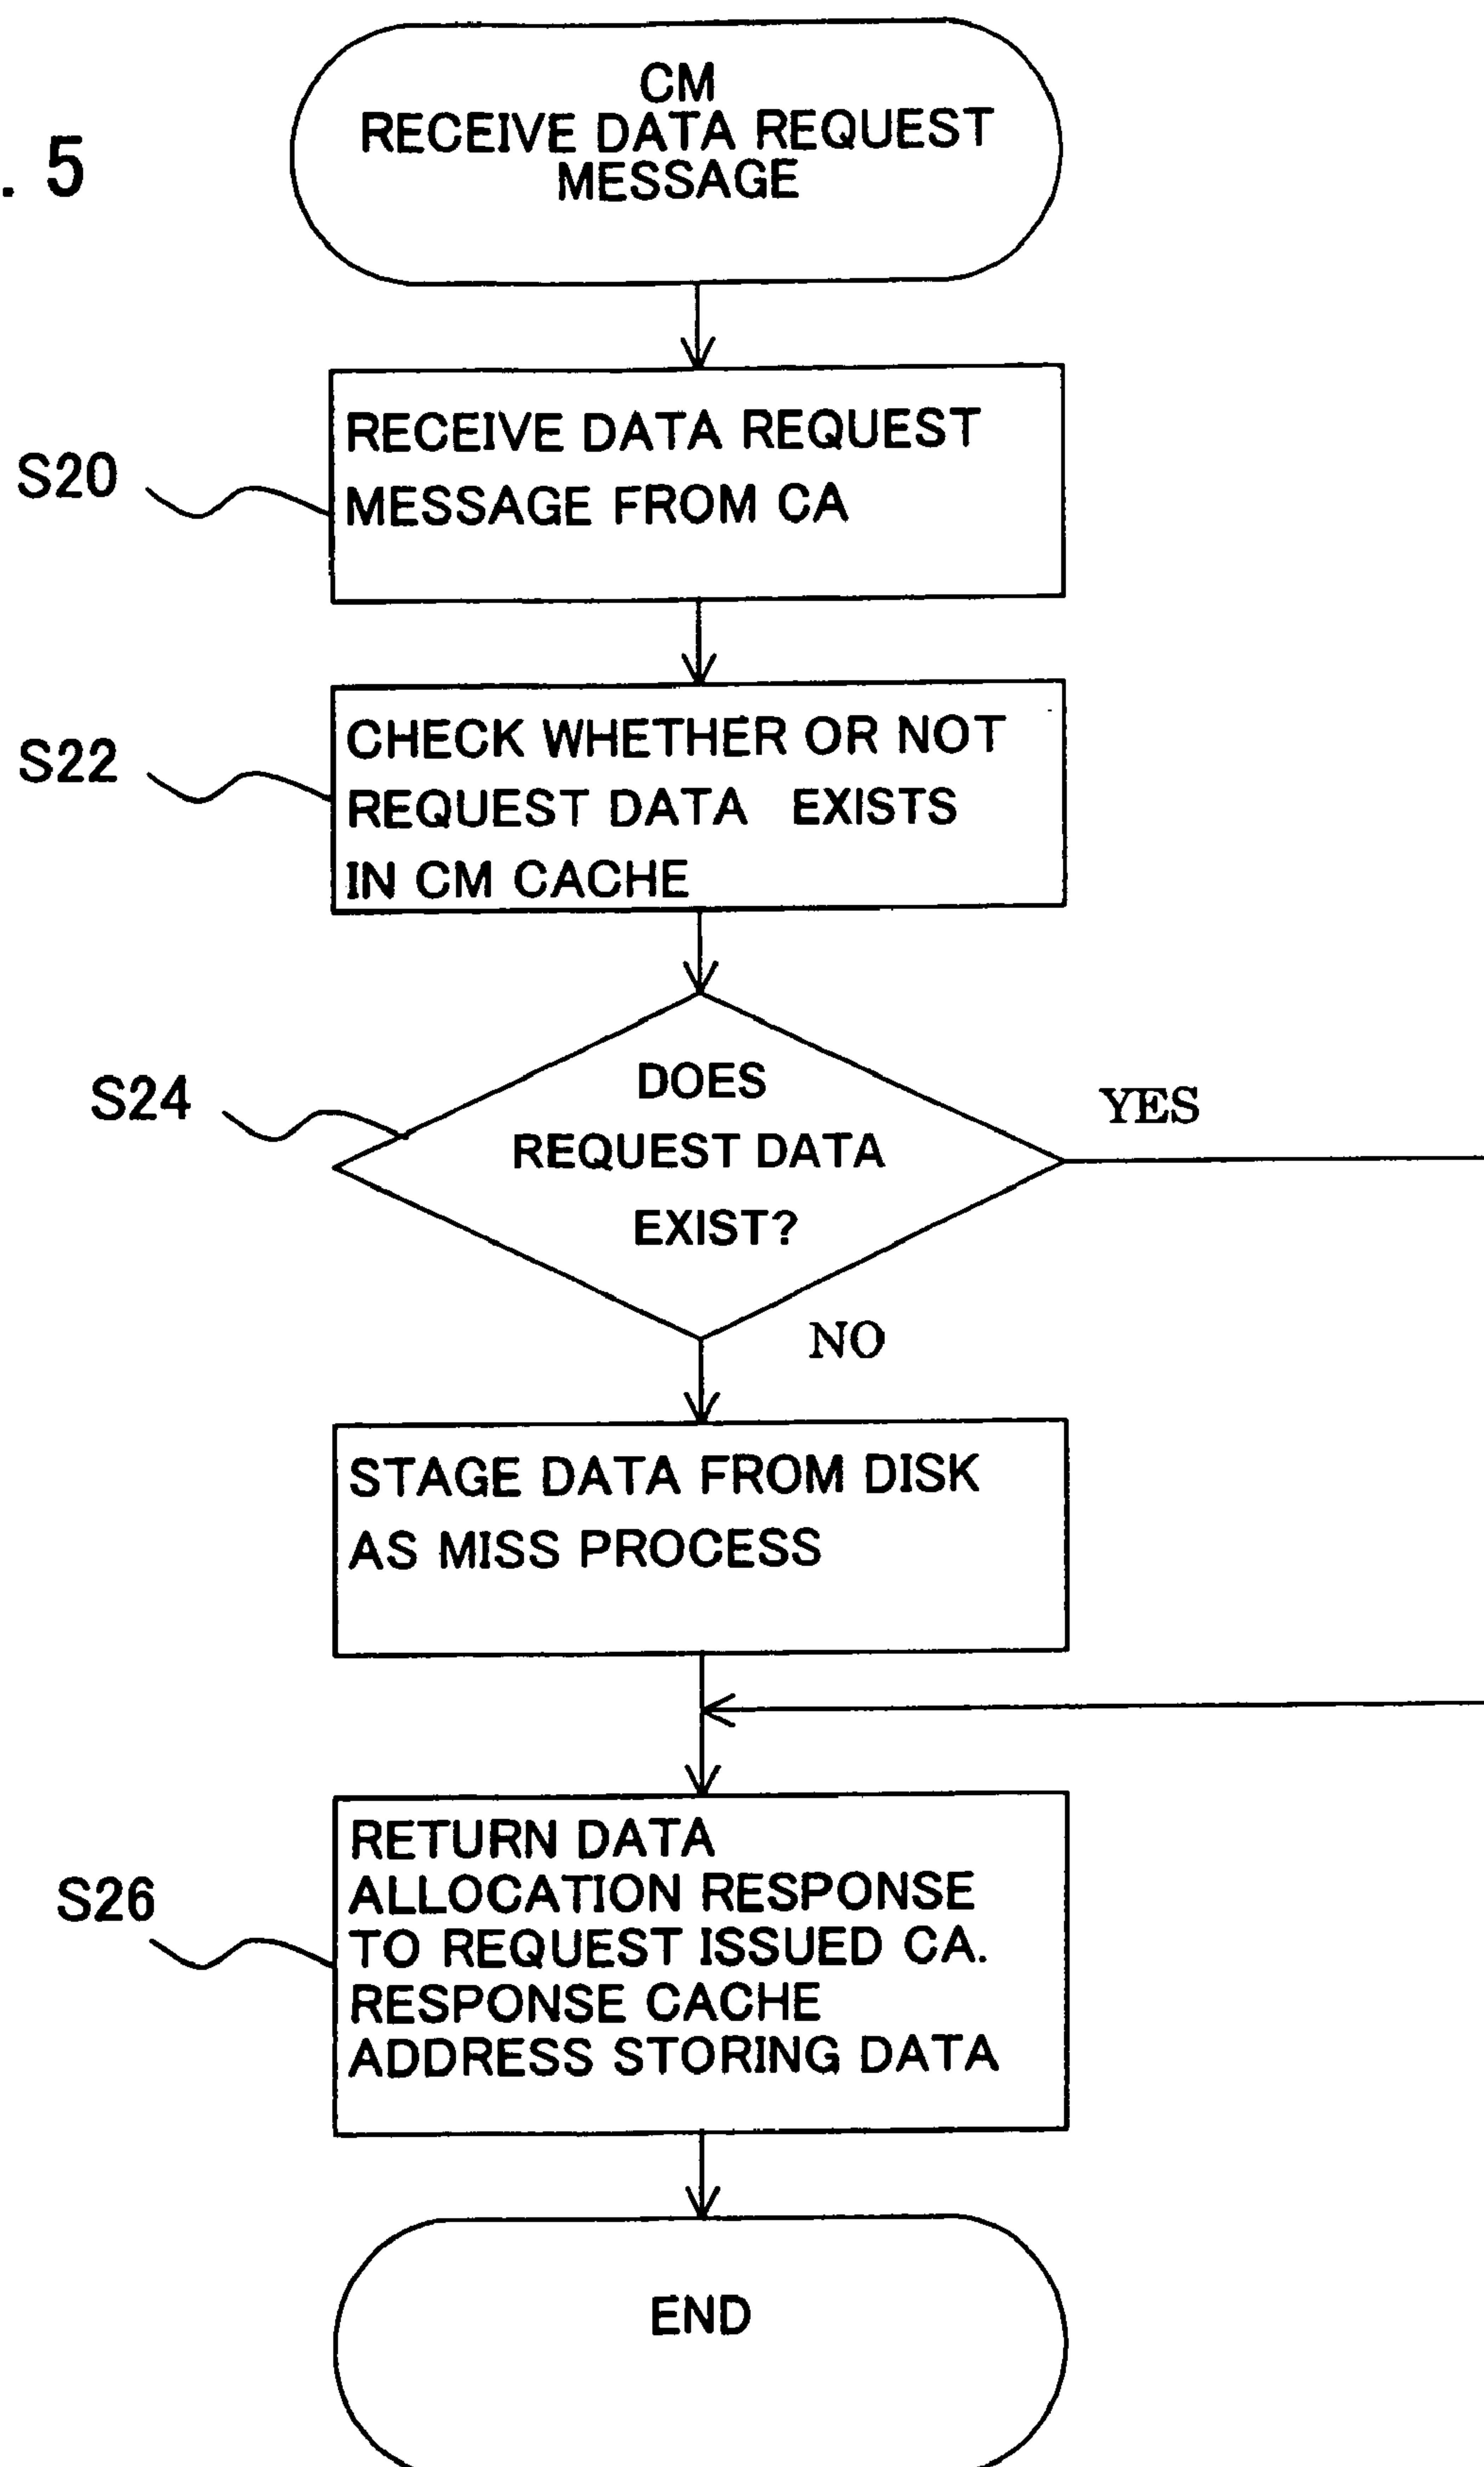 . 5
CM
RECEIVE DATA REQUEST
MESSAGE
S20
RECEIVE DATA REQUEST
MESSAGE FROM CA
S22
CHECK WHETHER OR NOT
REQUEST DATA EXISTS
IN CM CACHE
S24
DOES
REQUEST DATA
EXIST?
YES
NO
STAGE DATA FROM DISK
AS MISS PROCESS
S26
RETURN DATA
ALLOCATION RESPONSE
TO REQUEST ISSUED CA.
RESPONSE CACHE
ADDRESS STORING DATA
END